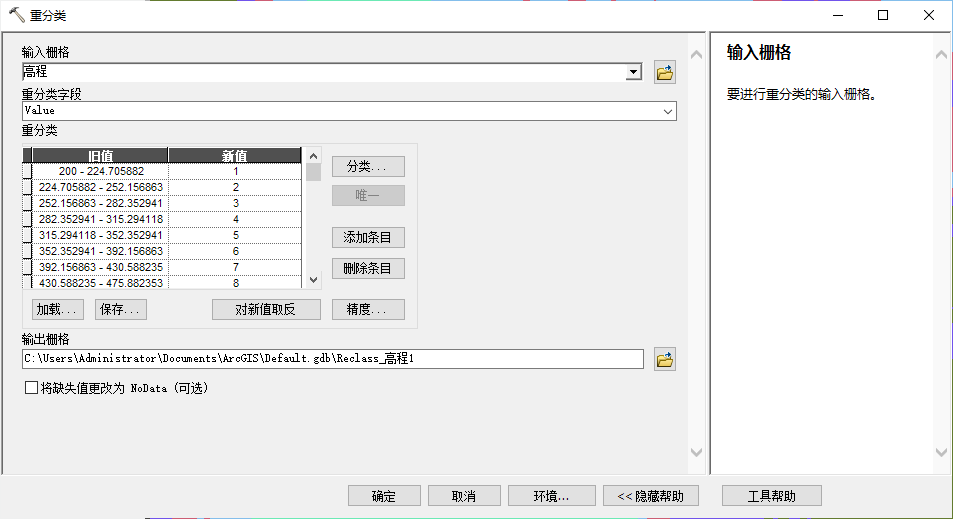 重分类
输入栅格
高程
重分类字段
Value
重分类
旧值 新值
200 - 224.705882 1
224.705882 - 252.156863 2
252.156863 - 282.352941 3
282.352941 - 315.294118 4
315.294118 - 352.352941 5
352.352941 - 392.156863 6
392.156863 - 430.588235 7
430.588235 - 475.882353 8
分类...
唯一
添加条目
删除条目
加载... 保存... 对新值取反 精度...
输出栅格
C:\Users\Administrator\Documents\ArcGIS\Default.gdb\Reclass_高程1
将缺失值更改为 NoData (可选)
确定 取消 环境... << 隐藏帮助
输入栅格
要进行重分类的输入栅格。
工具帮助